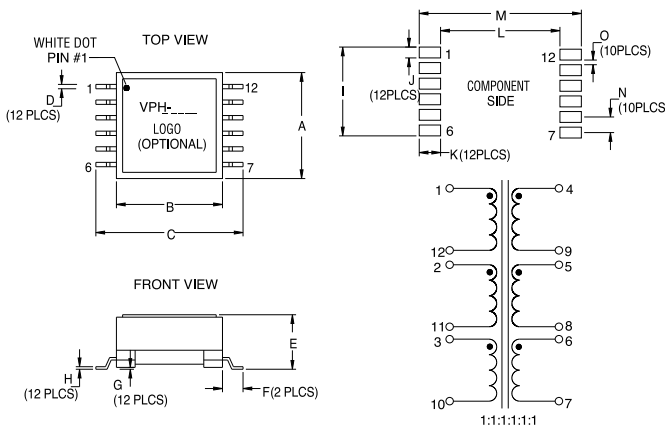 TOP VIEW
WHITE DOT
PIN #1
1
12
D
(12 PLCS)
VPH-_ _ _ _
LOGO
(OPTIONAL)
A
6
7
B
C
FRONT VIEW
E
H
(12 PLCS)
G
(12 PLCS)
F(2 PLCS)
M
L
O
(10PLCS)
1
12
I
J
(12PLCS)
COMPONENT
SIDE
N
(10PLCS)
6
7
K(12PLCS)
1
4
12
9
2
5
11
8
3
6
10
7
1:1:1:1:1:1